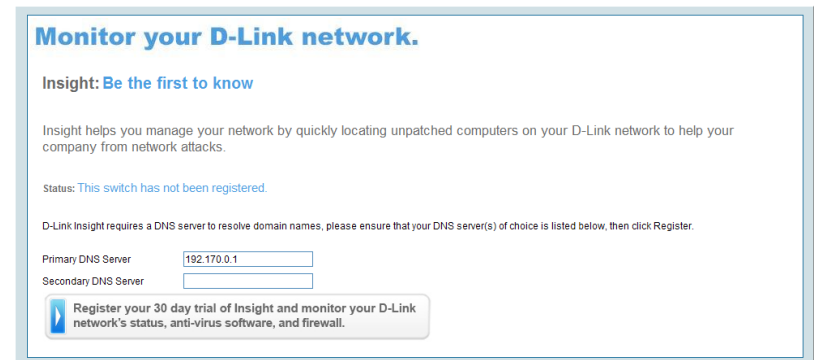 Monitor your D-Link network.
Insight: Be the first to know
Insight helps you manage your network by quickly locating unpatched computers on your D-Link network to help your
company from network attacks.
Status: This switch has not been registered.
D-Link Insight requires a DNS server to resolve domain names, please ensure that your DNS server(s) of choice is listed below, then click Register.
Primary DNS Server 192.170.0.1
Secondary DNS Server
Register your 30 day trial of Insight and monitor your D-Link
network's status, anti-virus software, and firewall.